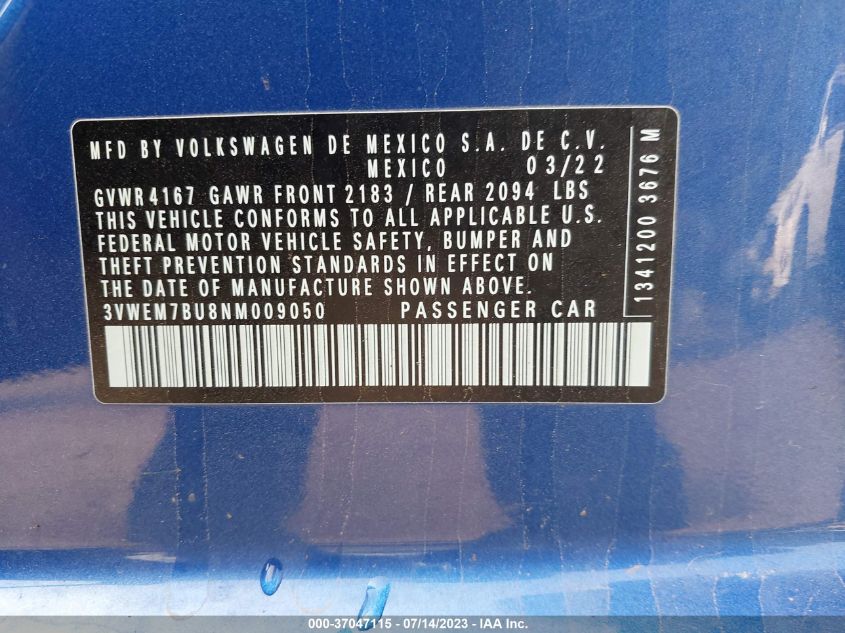 MFD BY VOLKSWAGEN DE MEXICO S.A. DE C.V.
MEXICO 03/22
GVWR 4167 GAWR FRONT 2183 / REAR 2094 LBS
THIS VEHICLE CONFORMS TO ALL APPLICABLE U.S.
FEDERAL MOTOR VEHICLE SAFETY, BUMPER AND
THEFT PREVENTION STANDARDS IN EFFECT ON
THE DATE OF MANUFACTURE SHOWN ABOVE.
3VWEM7BU8NM009050 PASSENGER CAR
1341200 3676 M
000-37047115 - 07/14/2023 - IAA Inc.